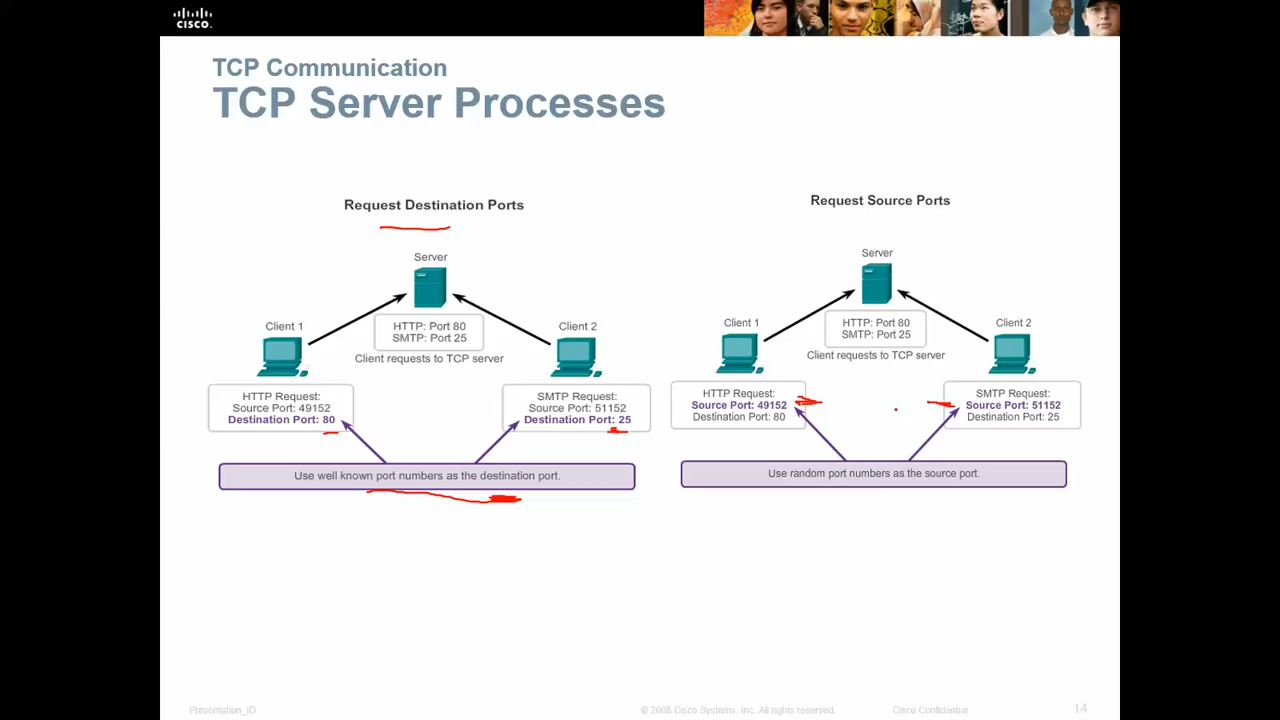 CISCO
TCP Communication
TCP Server Processes
Request Destination Ports
Server
Client 1
HTTP: Port 80
SMTP: Port 25
Client 2
Client requests to TCP server
HTTP Request:
Source Port: 49152
Destination Port: 80
SMTP Request:
Source Port: 51152
Destination Port: 25
Use well known port numbers as the destination port.
Request Source Ports
Server
Client 1
HTTP: Port 80
SMTP: Port 25
Client 2
Client requests to TCP server
HTTP Request:
Source Port: 49152
Destination Port: 80
SMTP Request:
Source Port: 51152
Destination Port: 25
Use random port numbers as the source port.
Presentation_ID
© 2008 Cisco Systems, Inc. All rights reserved.
Cisco Confidential
14